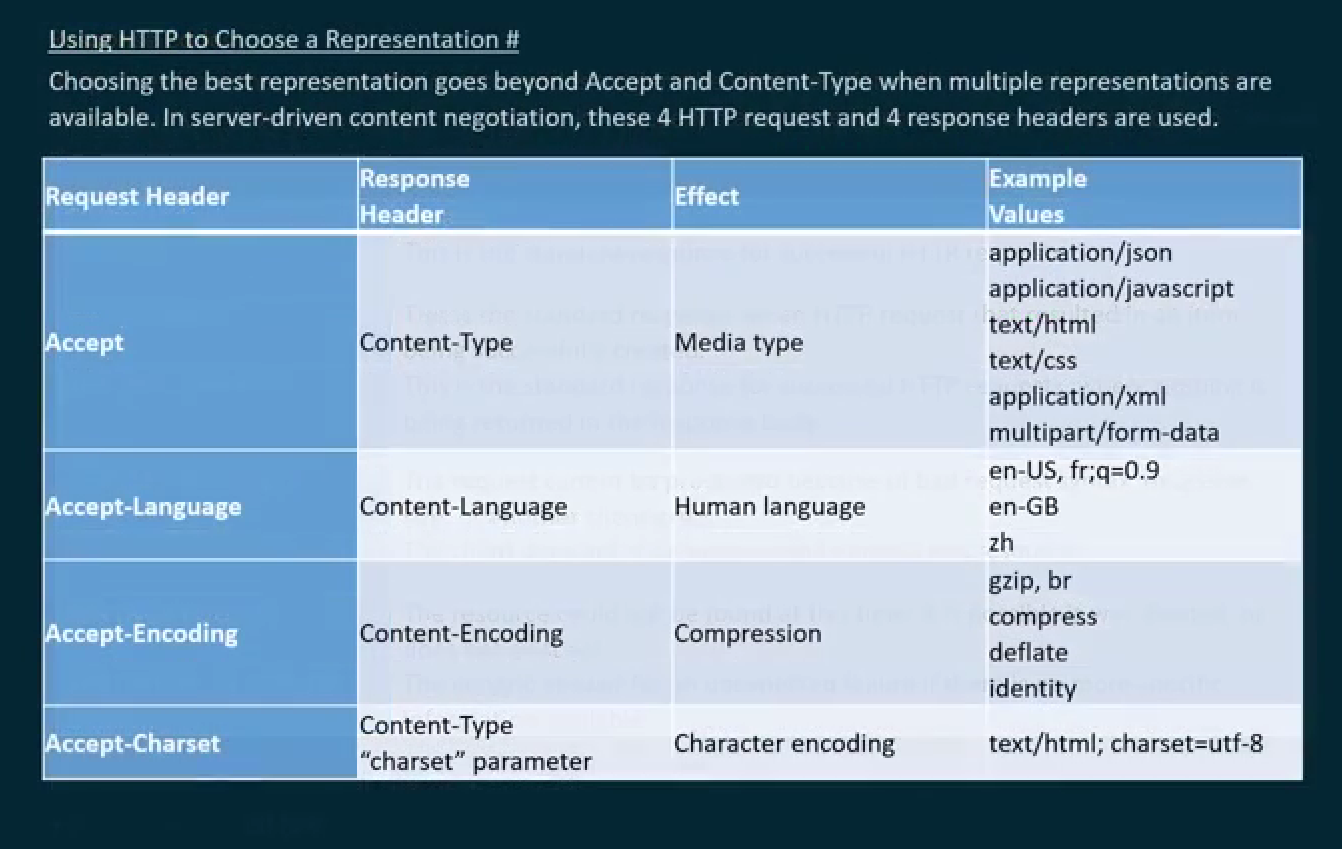 Using HTTP to Choose a Representation #
Choosing the best representation goes beyond Accept and Content-Type when multiple representations are
available. In server-driven content negotiation, these 4 HTTP request and 4 response headers are used.
Request Header
Response
Header
Effect
Example
Values
Accept
Content-Type
Media type
application/json
application/javascript
text/html
text/css
application/xml
multipart/form-data
Accept-Language
Content-Language
Human language
en-US, fr;q=0.9
en-GB
zh
Accept-Encoding
Content-Encoding
Compression
gzip, br
compress
deflate
identity
Accept-Charset
Content-Type
“charset” parameter
Character encoding
text/html; charset=utf-8